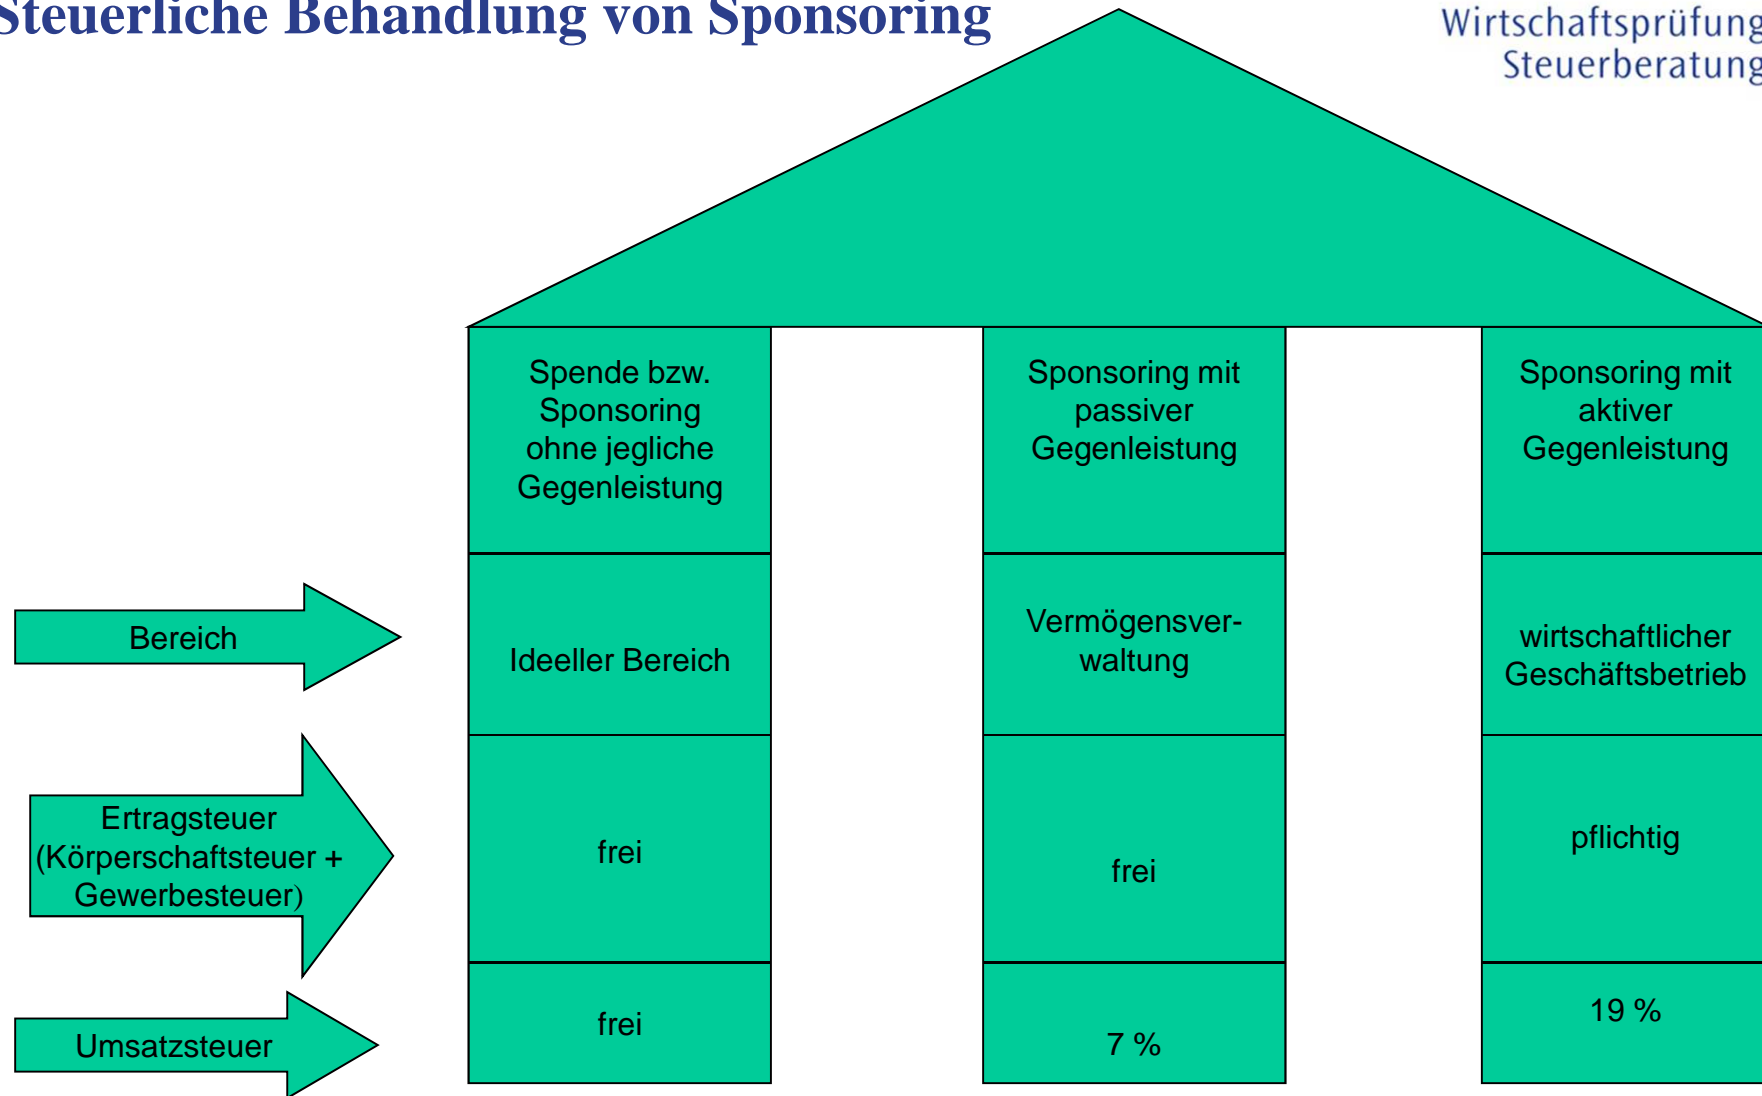 Steuerliche Behandlung von Sponsoring
Wirtschaftsprüfung
Steuerberatung
Spende bzw.
Sponsoring
ohne jegliche
Gegenleistung
Sponsoring mit
passiver
Gegenleistung
Sponsoring mit
aktiver
Gegenleistung
Bereich
Ideeller Bereich
Vermögensver-
waltung
wirtschaftlicher
Geschäftsbetrieb
Ertragsteuer
(Körperschaftsteuer +
Gewerbesteuer)
frei
frei
pflichtig
Umsatzsteuer
frei
7 %
19 %